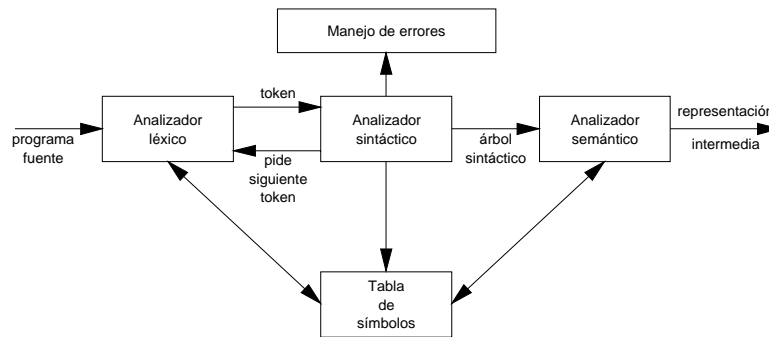 Manejo de errores
token
Analizador
léxico
Analizador
sintáctico
Analizador
semántico
representación
intermedia
programa
fuente
árbol
sintáctico
pide
siguiente
token
Tabla
de
símbolos